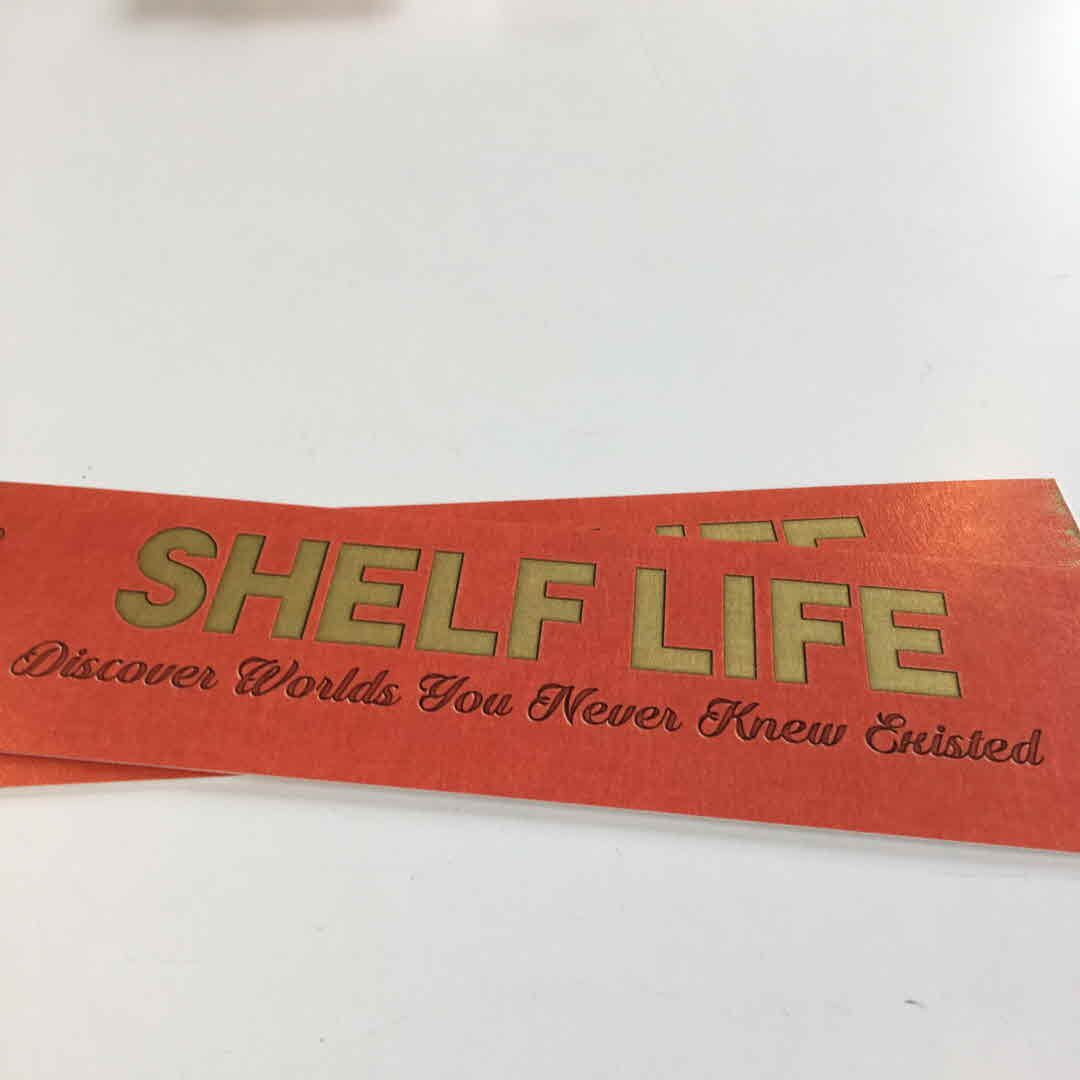 SHELF LIFE
Discover Worlds You Never Knew Existed